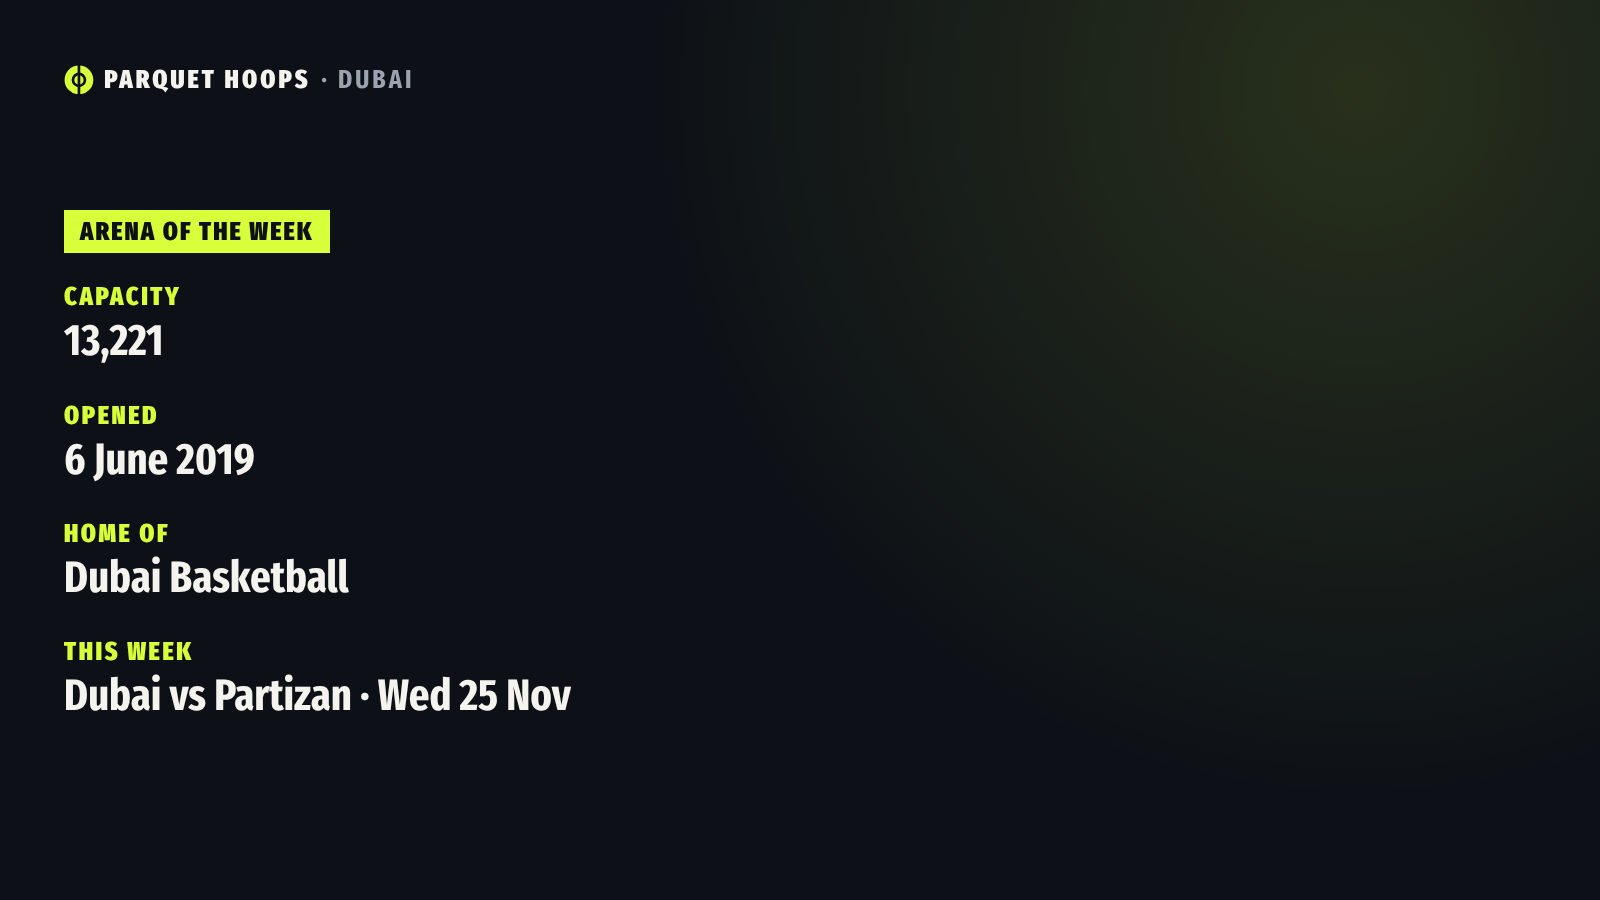 PARQUET HOOPS · DUBAI
ARENA OF THE WEEK
CAPACITY
13,221
OPENED
6 June 2019
HOME OF
Dubai Basketball
THIS WEEK
Dubai vs Partizan · Wed 25 Nov